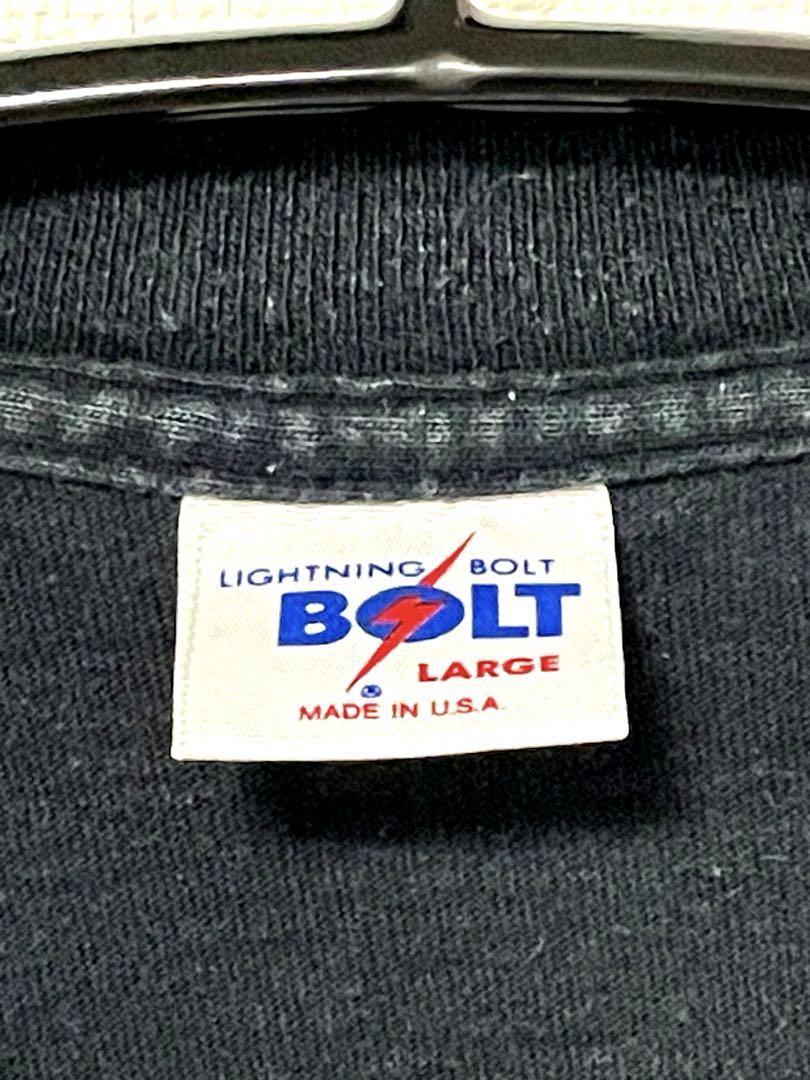 LIGHTNING BOLT
BOLT
LARGE
®
MADE IN U.S.A.